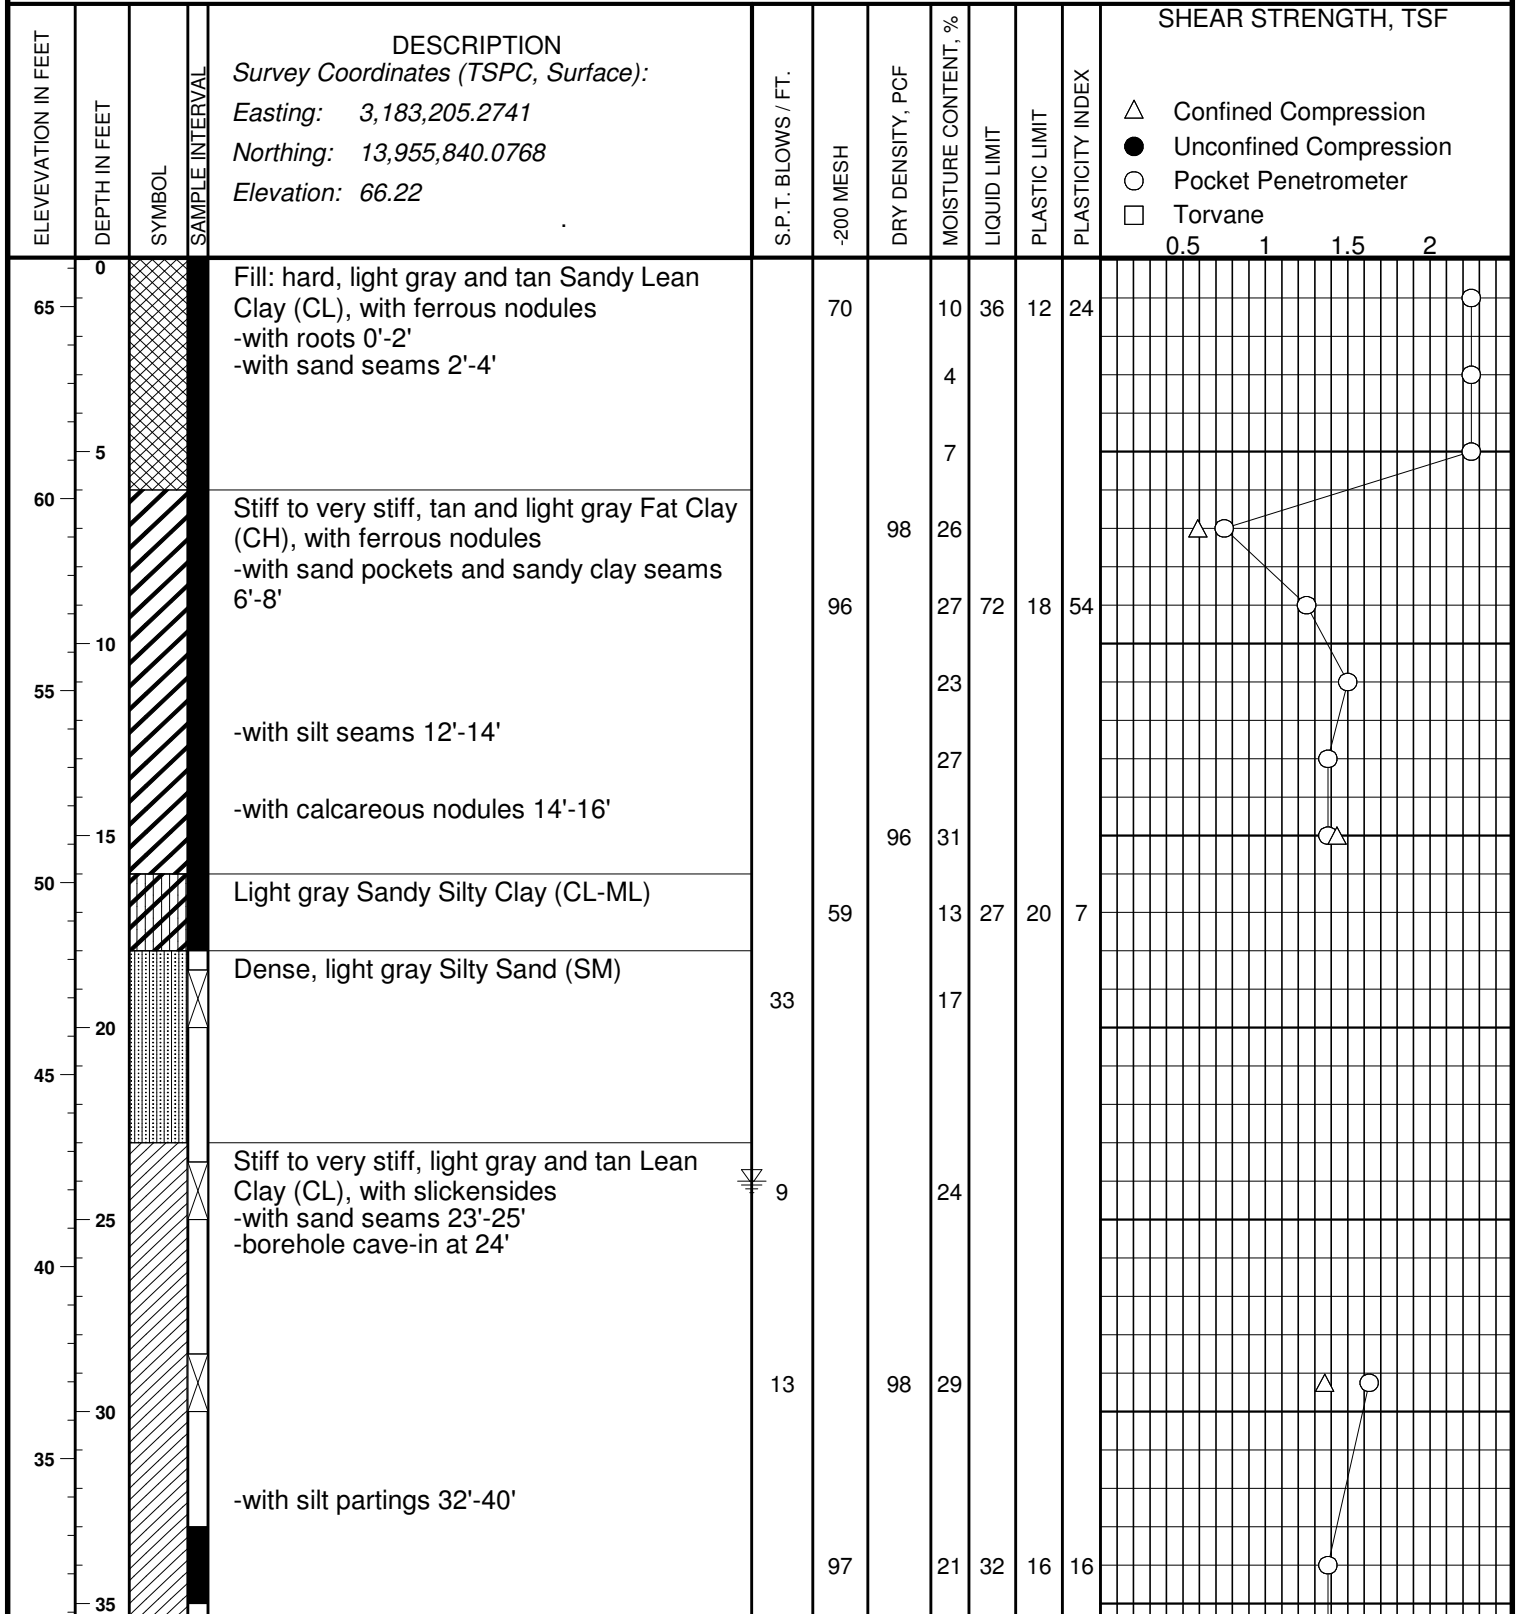 ELEVEVATION IN FEET
DEPTH IN FEET
SYMBOL
SAMPLE INTERVAL
DESCRIPTION
Survey Coordinates (TSPC, Surface):
Easting: 3,183,205.2741
Northing: 13,955,840.0768
Elevation: 66.22
.
S.P.T. BLOWS / FT.
-200 MESH
DRY DENSITY, PCF
MOISTURE CONTENT, %
LIQUID LIMIT
PLASTIC LIMIT
PLASTICITY INDEX
SHEAR STRENGTH, TSF
Confined Compression
Unconfined Compression
Pocket Penetrometer
Torvane
0.5 1 1.5 2
0
Fill: hard, light gray and tan Sandy Lean
65 Clay (CL), with ferrous nodules 70 10 36 12 24
-with roots 0'-2'
-with sand seams 2'-4'
4
5 7
60
Stiff to very stiff, tan and light gray Fat Clay
(CH), with ferrous nodules 98 26
-with sand pockets and sandy clay seams
6'-8' 96 27 72 18 54
10
55 23
-with silt seams 12'-14'
27
-with calcareous nodules 14'-16'
15 96 31
50
Light gray Sandy Silty Clay (CL-ML)
59 13 27 20 7
Dense, light gray Silty Sand (SM)
33 17
20
45
Stiff to very stiff, light gray and tan Lean
Clay (CL), with slickensides 9 24
-with sand seams 23'-25'
25
-borehole cave-in at 24'
40
13 98 29
30
35
-with silt partings 32'-40'
97 21 32 16 16
35